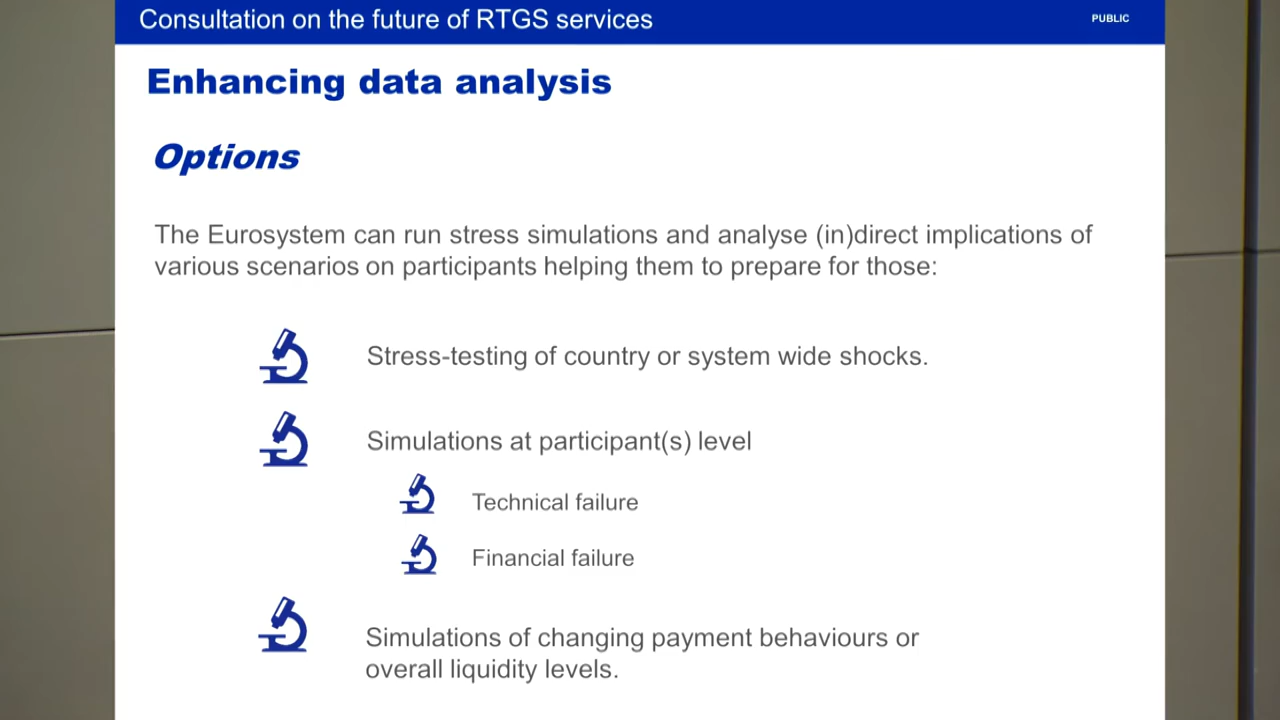 Consultation on the future of RTGS services
PUBLIC
Enhancing data analysis
Options
The Eurosystem can run stress simulations and analyse (in)direct implications of
various scenarios on participants helping them to prepare for those:
Stress-testing of country or system wide shocks.
Simulations at participant(s) level
Technical failure
Financial failure
Simulations of changing payment behaviours or
overall liquidity levels.